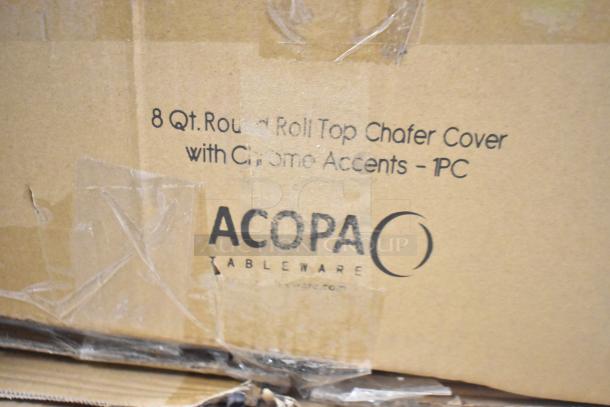 8 Qt. Round Roll Top Chafer Cover
with Chrome Accents - 1PC
ACOPA
TABLEWARE